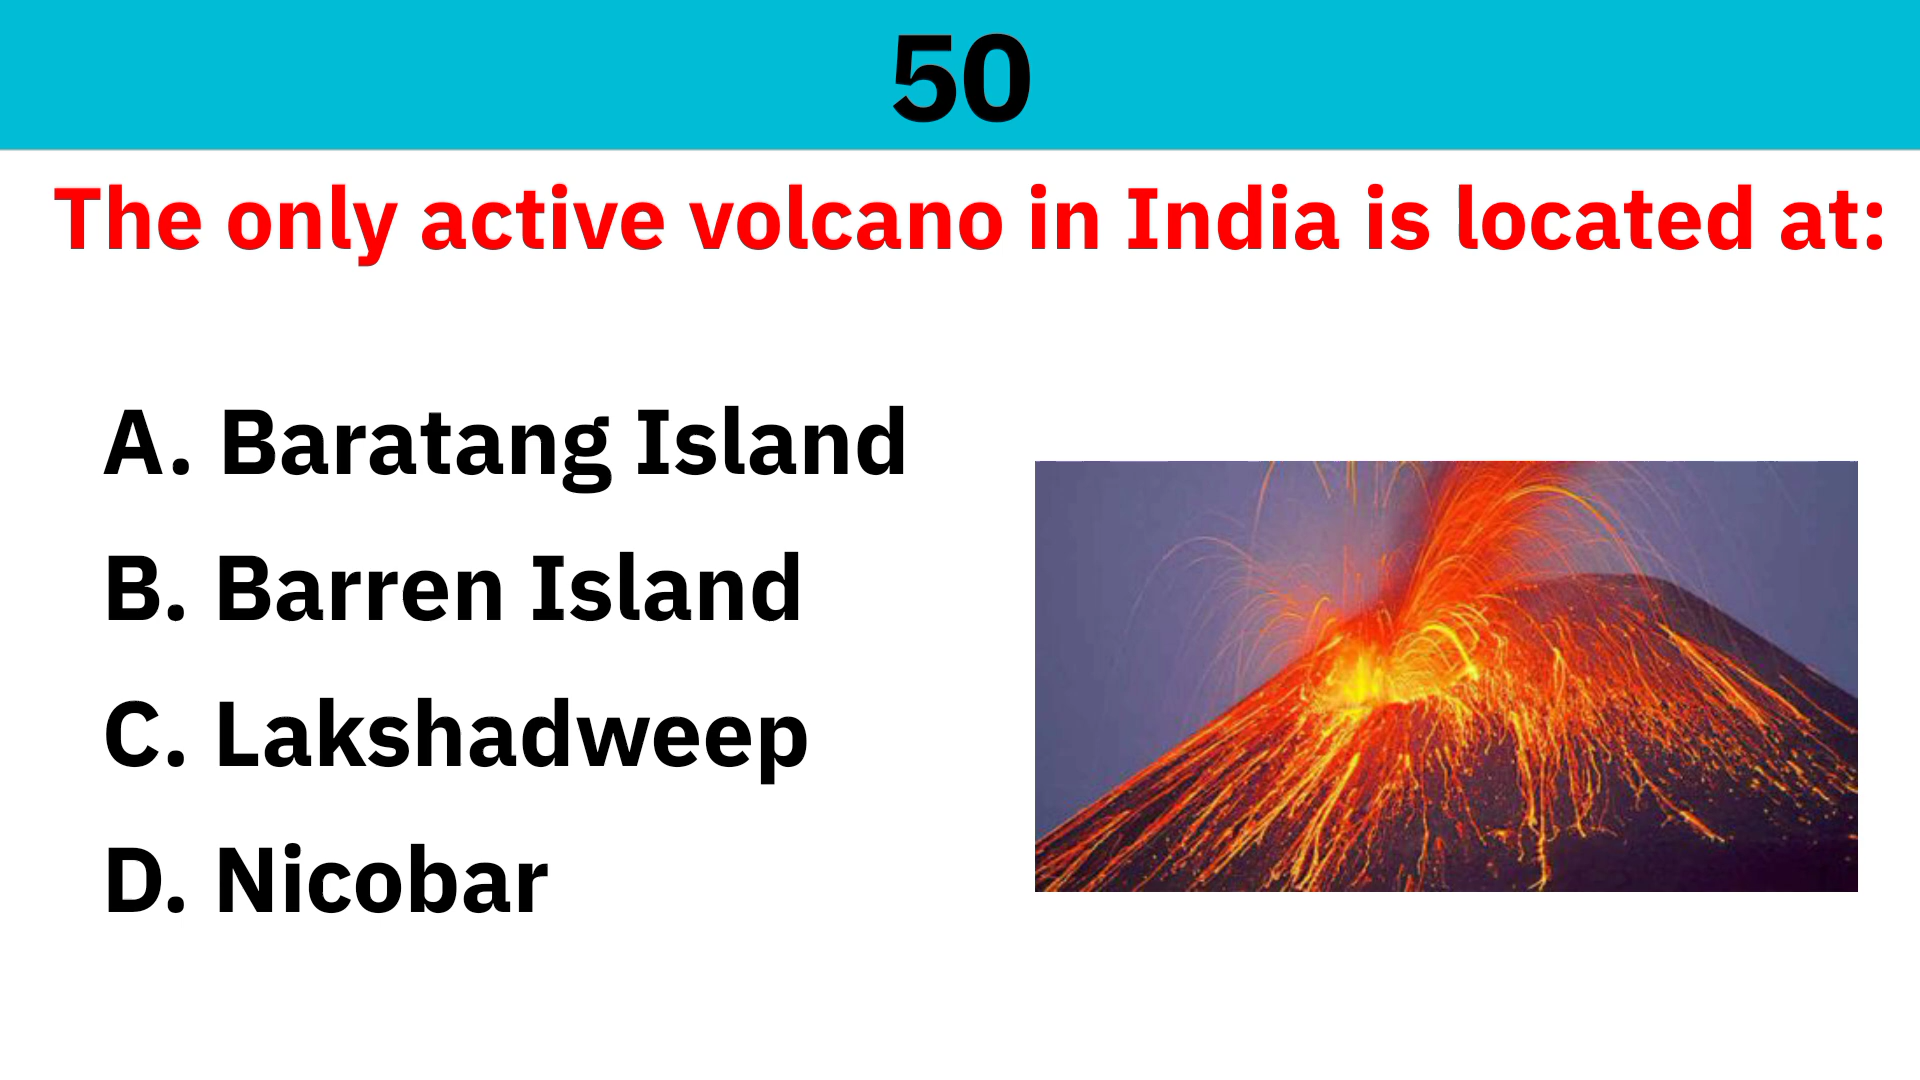 50
The only active volcano in India is located at:
A. Baratang Island
B. Barren Island
C. Lakshadweep
D. Nicobar